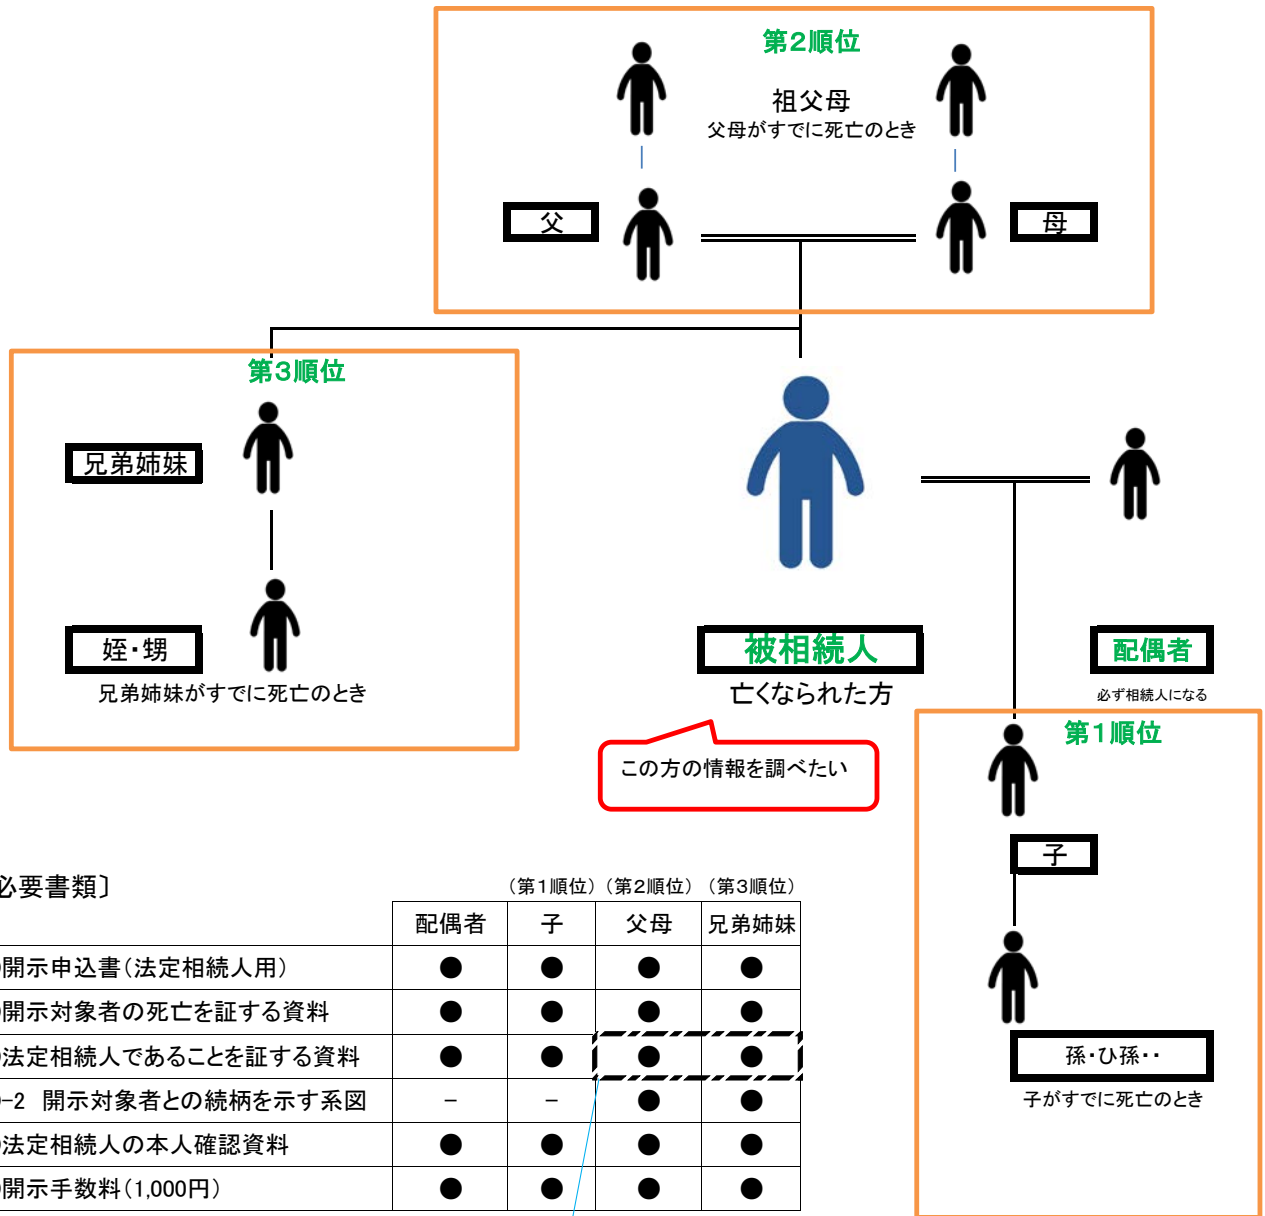 第2順位
祖父母
父母がすでに死亡のとき
父
母
第3順位
兄弟姉妹
姪・甥
兄弟姉妹がすでに死亡のとき
被相続人
亡くなられた方
配偶者
必ず相続人になる
この方の情報を調べたい
第1順位
子
孫・ひ孫・・
子がすでに死亡のとき
必要書類〕
（第1順位）（第2順位）（第3順位）
配偶者 子 父母 兄弟姉妹
開示申込書（法定相続人用） ● ● ● ●
開示対象者の死亡を証する資料 ● ● ● ●
法定相続人であることを証する資料 ● ● ● ●
-2 開示対象者との続柄を示す系図 － － ● ●
法定相続人の本人確認資料 ● ● ● ●
開示手数料（1,000円） ● ● ● ●